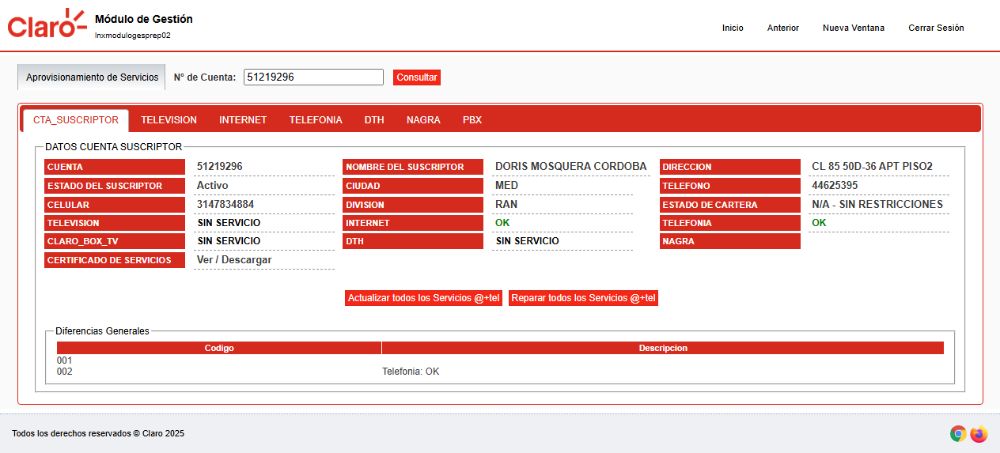 Claro
Módulo de Gestión
lnxmodulogesprep02
Inicio Anterior Nueva Ventana Cerrar Sesión
Aprovisionamiento de Servicios N° de Cuenta: 51219296 Consultar
CTA_SUSCRIPTOR TELEVISION INTERNET TELEFONIA DTH NAGRA PBX
DATOS CUENTA SUSCRIPTOR
CUENTA 51219296 NOMBRE DEL SUSCRIPTOR DORIS MOSQUERA CORDOBA DIRECCION CL 85 50D-36 APT PISO2
ESTADO DEL SUSCRIPTOR Activo CIUDAD MED TELEFONO 44625395
CELULAR 3147834884 DIVISION RAN ESTADO DE CARTERA N/A - SIN RESTRICCIONES
TELEVISION SIN SERVICIO INTERNET OK TELEFONIA OK
CLARO_BOX_TV SIN SERVICIO DTH SIN SERVICIO NAGRA
CERTIFICADO DE SERVICIOS Ver / Descargar
Actualizar todos los Servicios @+tel Reparar todos los Servicios @+tel
Diferencias Generales
Codigo Descripcion
001
002 Telefonia: OK
Todos los derechos reservados © Claro 2025